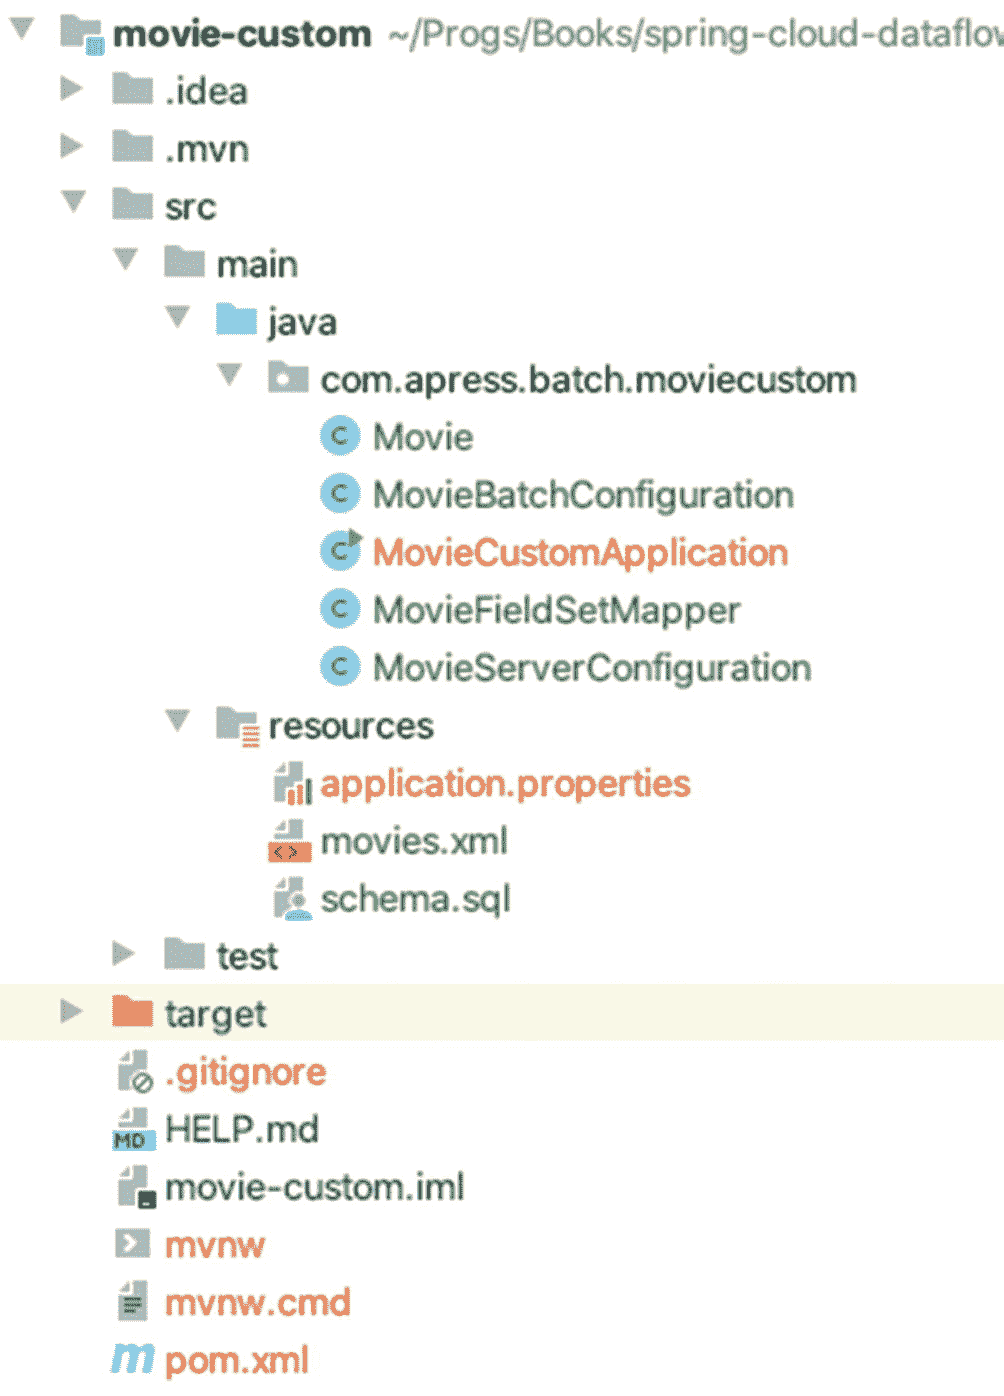 movie-custom ~/Progs/Books/spring-cloud-dataflow
.idea
.mvn
src
main
java
com.apress.batch.moviecustom
C Movie
C MovieBatchConfiguration
C MovieCustomApplication
C MovieFieldSetMapper
C MovieServerConfiguration
resources
application.properties
movies.xml
schema.sql
test
target
.gitignore
MD HELP.md
movie-custom.iml
mvnw
mvnw.cmd
m pom.xml